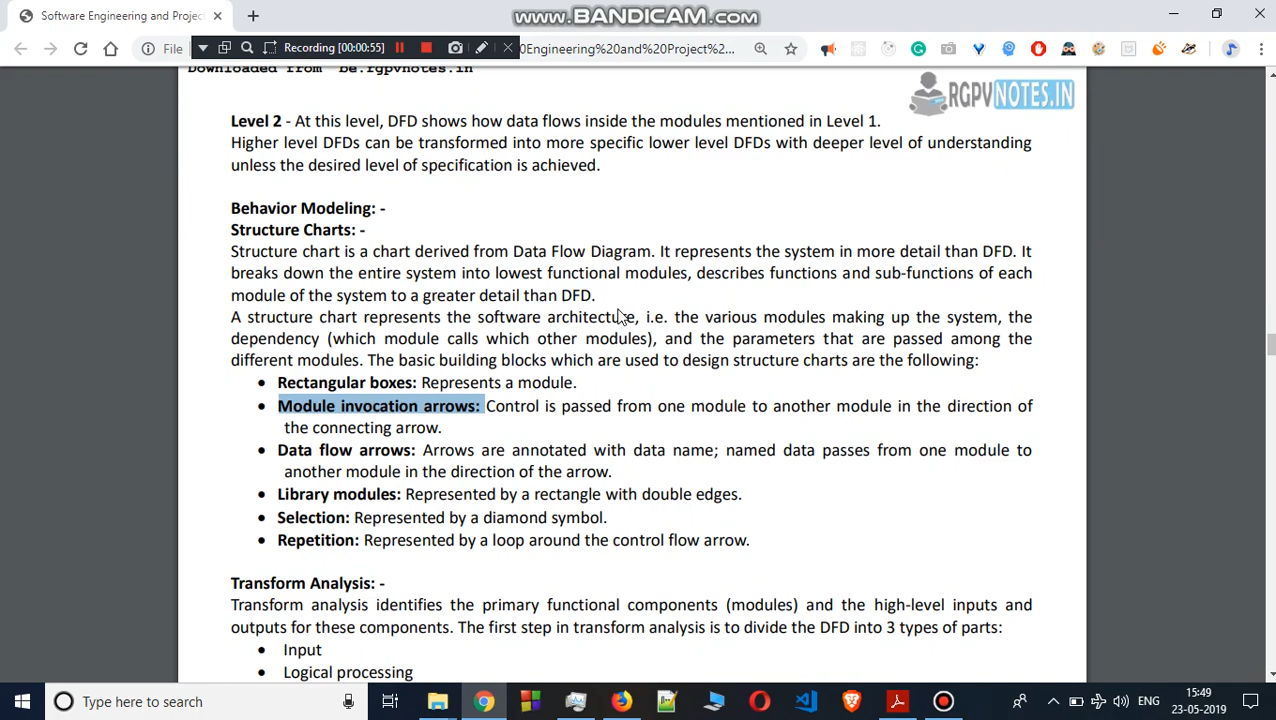 Software Engineering and Projec
www.BANDICAM.com
File
Recording [00:00:55]
0Engineering%20and%20Project%2...
Downloaded from be.rgpvnotes.in
RGPVNOTES.IN
Level 2 - At this level, DFD shows how data flows inside the modules mentioned in Level 1.
Higher level DFDs can be transformed into more specific lower level DFDs with deeper level of understanding
unless the desired level of specification is achieved.
Behavior Modeling: -
Structure Charts: -
Structure chart is a chart derived from Data Flow Diagram. It represents the system in more detail than DFD. It
breaks down the entire system into lowest functional modules, describes functions and sub-functions of each
module of the system to a greater detail than DFD.
A structure chart represents the software architecture, i.e. the various modules making up the system, the
dependency (which module calls which other modules), and the parameters that are passed among the
different modules. The basic building blocks which are used to design structure charts are the following:
• Rectangular boxes: Represents a module.
• Module invocation arrows: Control is passed from one module to another module in the direction of
the connecting arrow.
• Data flow arrows: Arrows are annotated with data name; named data passes from one module to
another module in the direction of the arrow.
• Library modules: Represented by a rectangle with double edges.
• Selection: Represented by a diamond symbol.
• Repetition: Represented by a loop around the control flow arrow.
Transform Analysis: -
Transform analysis identifies the primary functional components (modules) and the high-level inputs and
outputs for these components. The first step in transform analysis is to divide the DFD into 3 types of parts:
• Input
• Logical processing
Type here to search
ENG
15:49
23-05-2019